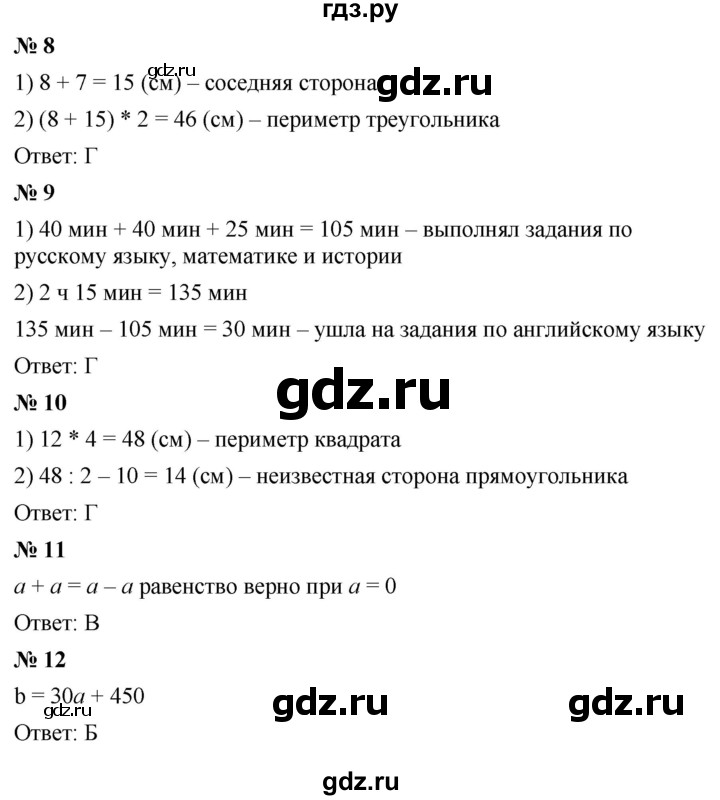 гдз.ру
№ 8
gdz.ru
1) 8 + 7 = 15 (см) – соседняя сторона
gdz.ru
2) (8 + 15) * 2 = 46 (см) – периметр треугольника
Ответ: Г
№ 9
1) 40 мин + 40 мин + 25 мин = 105 мин – выполнял задания по
русскому языку, математике и истории
2) 2 ч 15 мин = 135 мин
135 мин – 105 мин = 30 мин – ушла на задания по английскому языку
Ответ: Г
gdz.ru
№ 10
1) 12 * 4 = 48 (см) – периметр квадрата
2) 48 : 2 – 10 = 14 (см) – неизвестная сторона прямоугольника
Ответ: Г
№ 11
a + a = a – a равенство верно при a = 0
Ответ: В
№ 12
b = 30a + 450
gdz.ru gdz.ru gdz.ru
Ответ: Б
gdz.ru